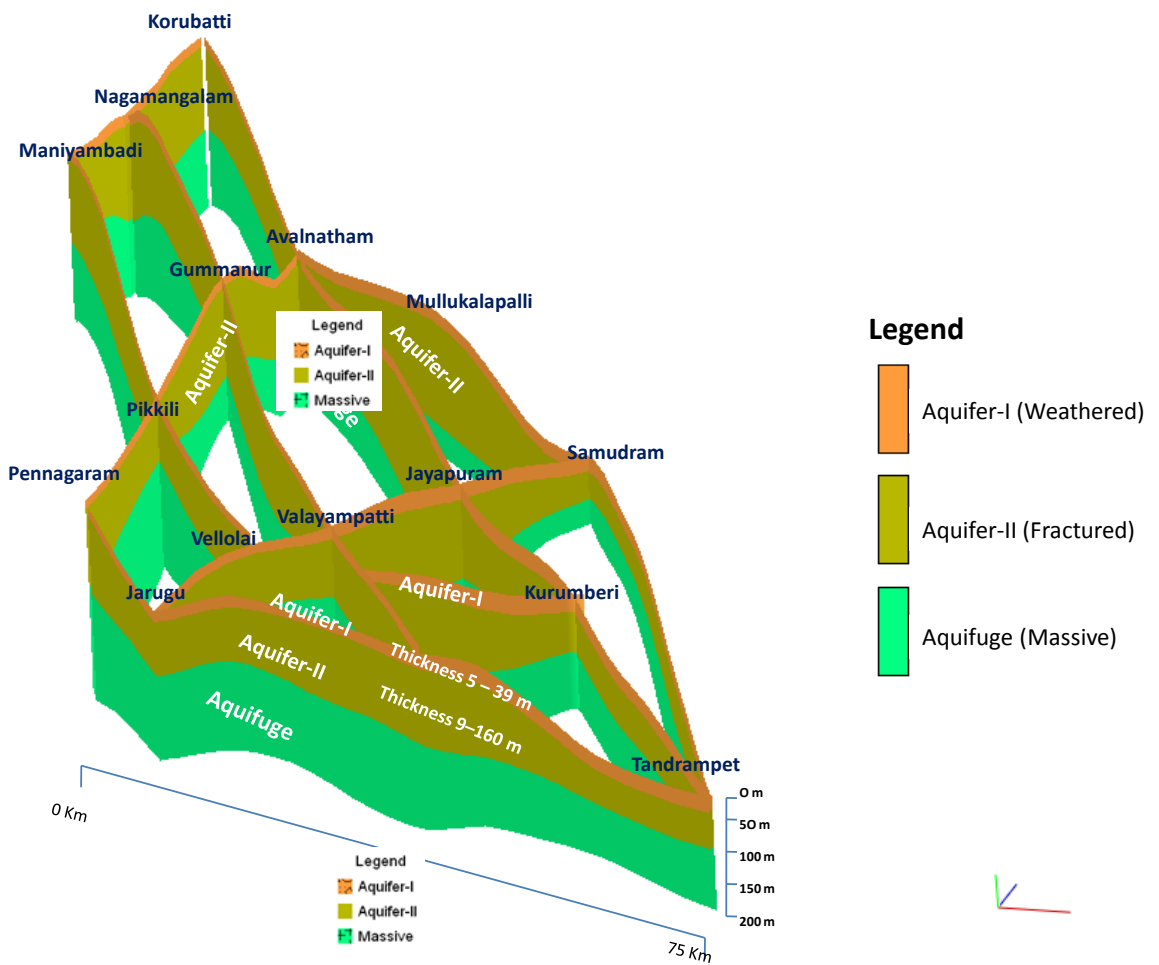 Korubatti
Nagamangalam
Maniyambadi
Avalnatham
Gummanur
Mullukalapalli
Legend
Aquifer-I
Aquifer-II
Massive
Aquifer-II
Aquifer-II
ge
Legend
Aquifer-I (Weathered)
Aquifer-II (Fractured)
Aquifuge (Massive)
Pikkili
Pennagaram
Samudram
Jayapuram
Valayampatti
Vellolai
Jarugu
Aquifer-I
Kurumberi
Aquifer-I
Aquifer-II
Thickness 5 – 39 m
Thickness 9–160 m
Aquifuge
Tandrampet
O m
5O m
100 m
150 m
200 m
0 Km
75 Km
Legend
Aquifer-I
Aquifer-II
Massive